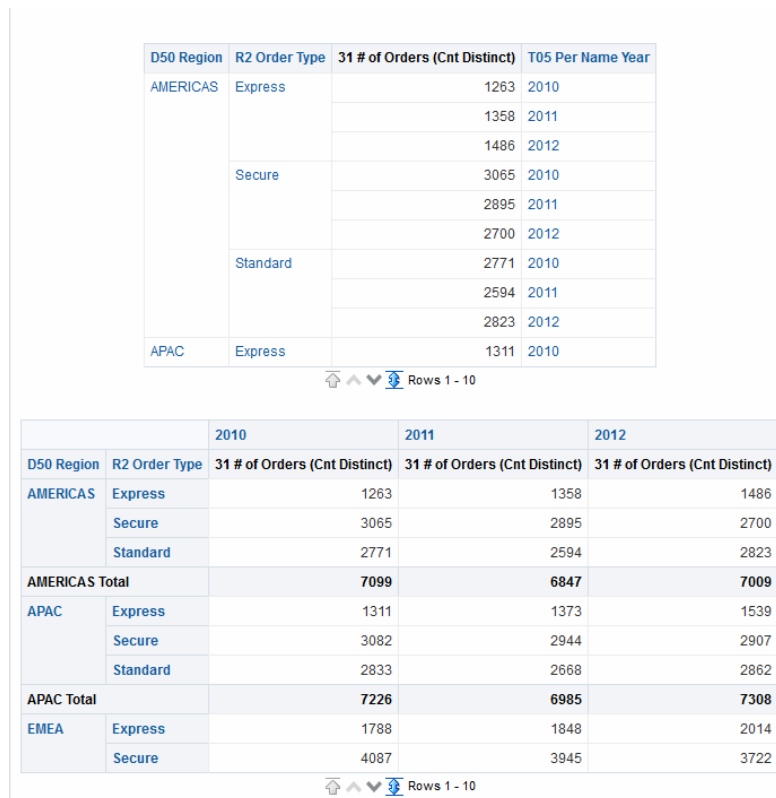 D50 Region R2 Order Type 31 # of Orders (Cnt Distinct) T05 Per Name Year
AMERICAS Express 1263 2010
1358 2011
1486 2012
Secure 3065 2010
2895 2011
2700 2012
Standard 2771 2010
2594 2011
2823 2012
APAC Express 1311 2010
Rows 1 - 10
2010 2011 2012
D50 Region R2 Order Type 31 # of Orders (Cnt Distinct) 31 # of Orders (Cnt Distinct) 31 # of Orders (Cnt Distinct)
AMERICAS Express 1263 1358 1486
Secure 3065 2895 2700
Standard 2771 2594 2823
AMERICAS Total 7099 6847 7009
APAC Express 1311 1373 1539
Secure 3082 2944 2907
Standard 2833 2668 2862
APAC Total 7226 6985 7308
EMEA Express 1788 1848 2014
Secure 4087 3945 3722
Rows 1 - 10